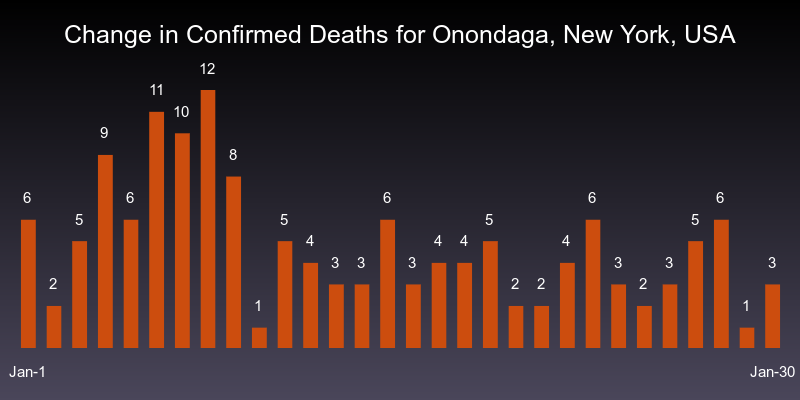 Change in Confirmed Deaths for Onondaga, New York, USA
6 2 5 9 6 11 10 12 8 1 5 4 3 3 6 3 4 4 5 2 2 4 6 3 2 3 5 6 1 3
Jan-1 Jan-30